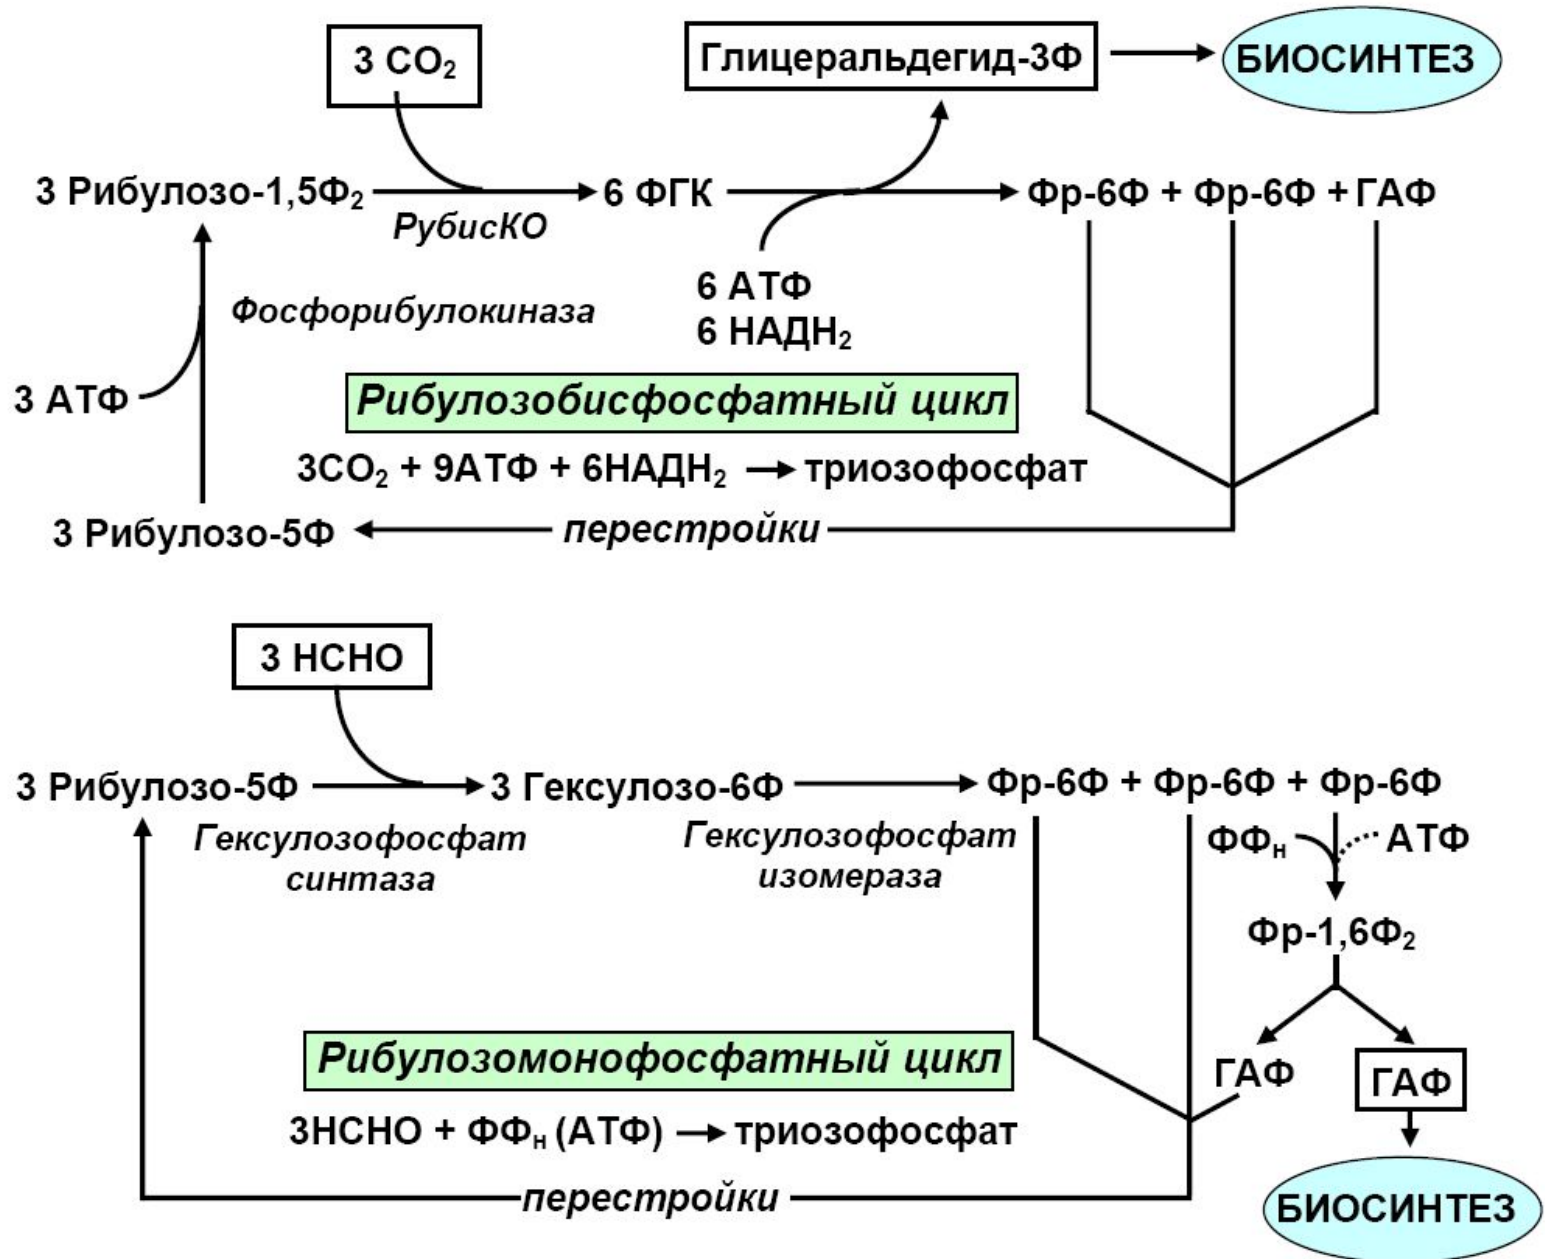 3 CO₂
Глицеральдегид-3Ф
БИОСИНТЕЗ
3 Рибулозо-1,5Ф₂
РубисКО
6 ФГК
Фр-6Ф + Фр-6Ф + ГАФ
6 АТФ
6 НАДН₂
Фосфорибулокиназа
3 АТФ
Рибулозобисфосфатный цикл
3CO₂ + 9АТФ + 6НАДН₂ → триозофосфат
3 Рибулозо-5Ф
перестройки
3 НСНО
3 Рибулозо-5Ф
3 Гексулозо-6Ф
Фр-6Ф + Фр-6Ф + Фр-6Ф
Гексулозофосфат
синтаза
Гексулозофосфат
изомераза
ФФн
АТФ
Фр-1,6Ф₂
ГАФ
ГАФ
Рибулозомонофосфатный цикл
3НСНО + ФФн (АТФ) → триозофосфат
перестройки
БИОСИНТЕЗ